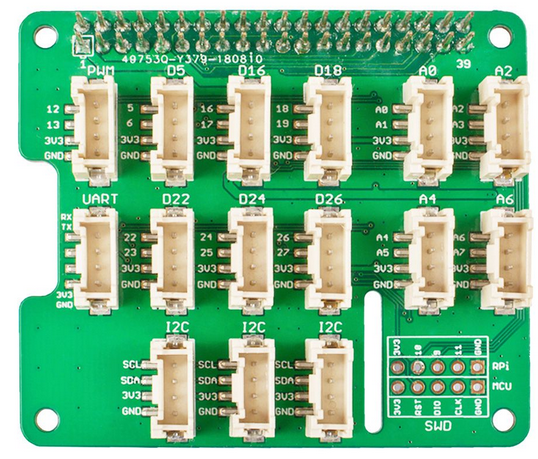 1 49753Q-Y379-180810 39
PWM D5 D16 D18 A0 A2
12 5 16 18 A0 A2
13 6 17 19 A1 A3
3V3 3V3 3V3 3V3 3V3 3V3
GND GND GND GND GND GND
UART D22 D24 D26 A4 A6
RX
TX 22 24 26 A4 A6
23 25 27 A5 A7
3V3 3V3 3V3 3V3 3V3
3V3 GND GND GND GND GND
GND
I2C I2C I2C
SCL SCL SCL
SDA SDA SDA
3V3 3V3 3V3
GND GND GND
3V3 10 9 11 GND
RPi
MCU
3V3 RST DIO CLK GND
SWD